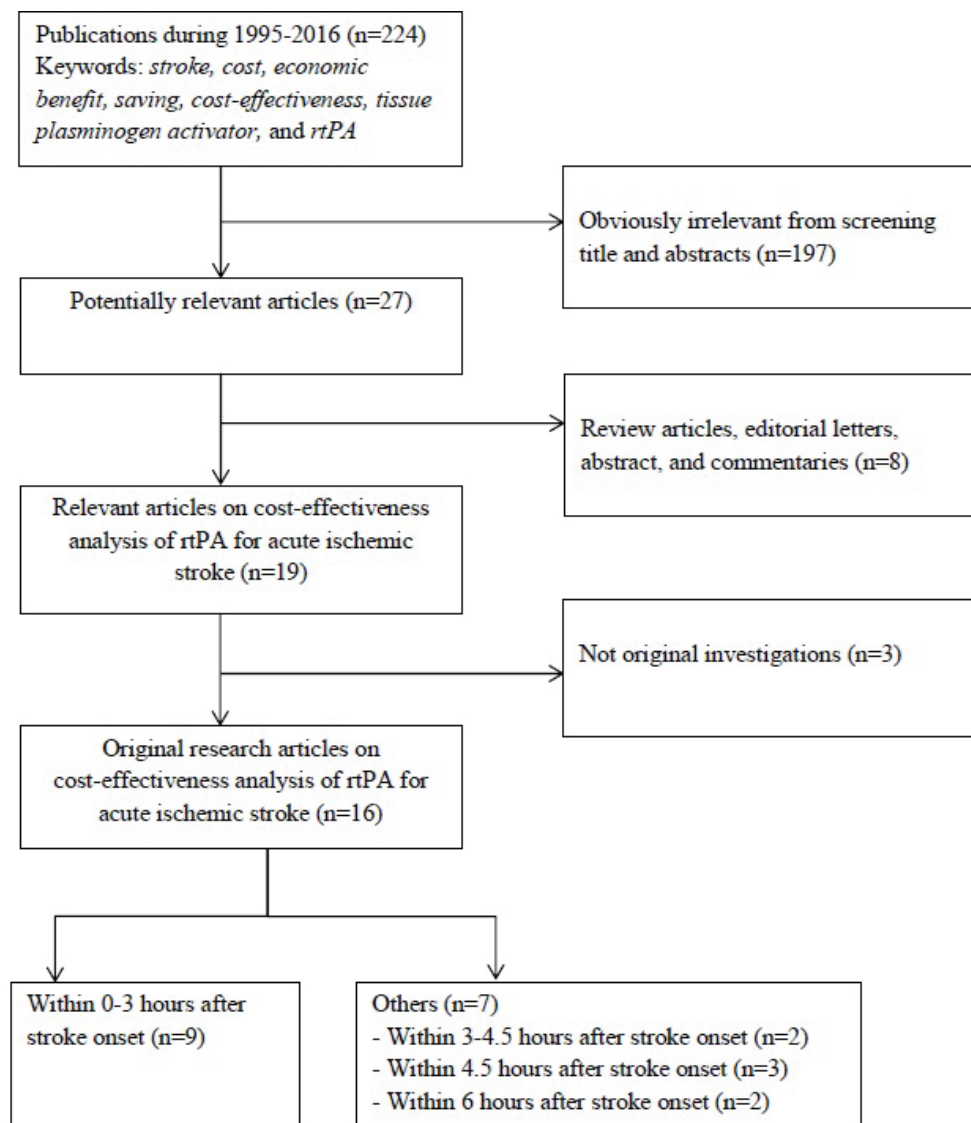 Publications during 1995-2016 (n=224)
Keywords: stroke, cost, economic
benefit, saving, cost-effectiveness, tissue
plasminogen activator, and rtPA
Obviously irrelevant from screening
title and abstracts (n=197)
Potentially relevant articles (n=27)
Review articles, editorial letters,
abstract, and commentaries (n=8)
Relevant articles on cost-effectiveness
analysis of rtPA for acute ischemic
stroke (n=19)
Not original investigations (n=3)
Original research articles on
cost-effectiveness analysis of rtPA for
acute ischemic stroke (n=16)
Within 0-3 hours after
stroke onset (n=9)
Others (n=7)
- Within 3-4.5 hours after stroke onset (n=2)
- Within 4.5 hours after stroke onset (n=3)
- Within 6 hours after stroke onset (n=2)